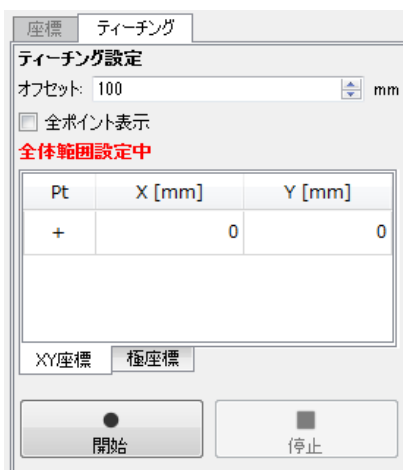 座標 ティーチング
ティーチング設定
オフセット: 100 mm
全ポイント表示
全体範囲設定中
Pt X [mm] Y [mm]
+ 0 0
XY座標 極座標
開始 停止